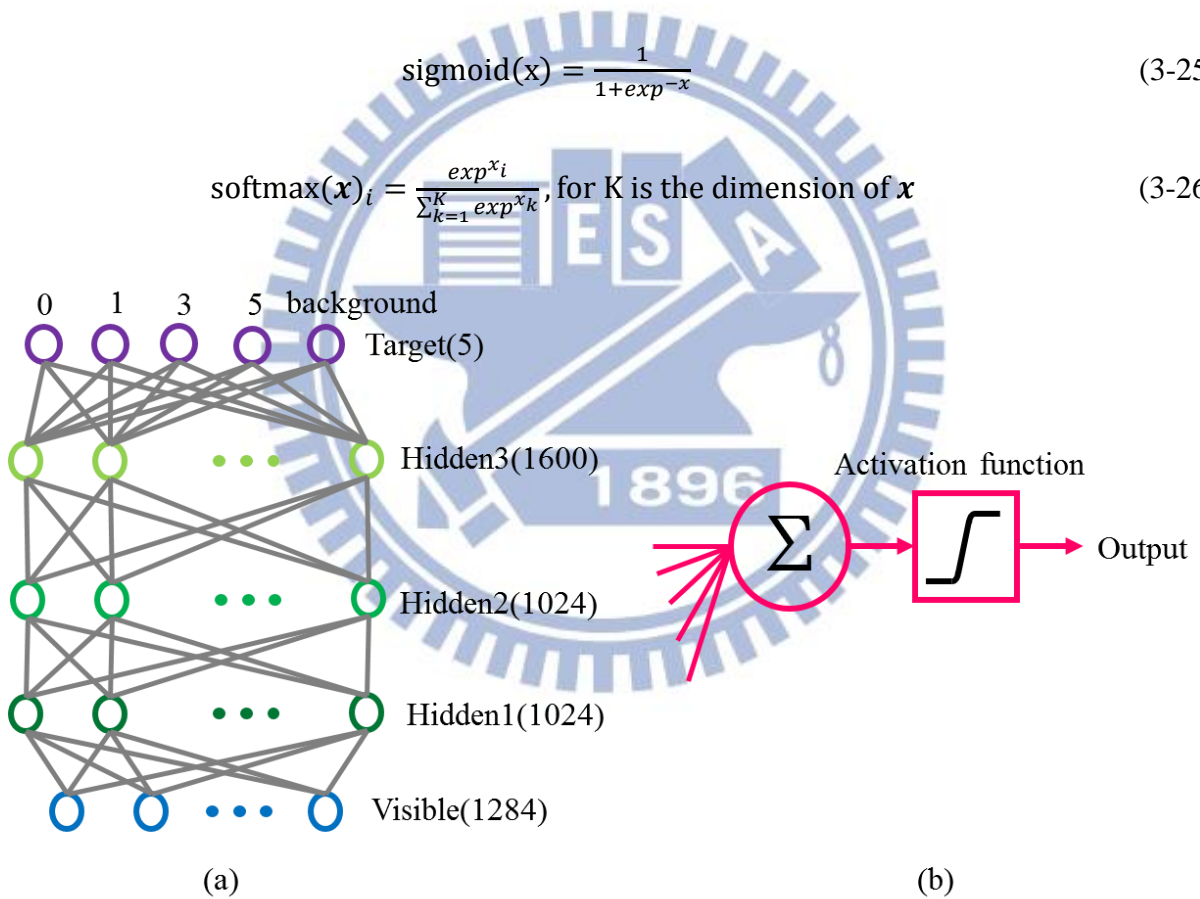 sigmoid(x) = 1 / 1+exp^{-x} (3-25
softmax(𝒙)_i = exp^{x_i} / Σ_{k=1}^{K} exp^{x_k}, for K is the dimension of 𝒙 (3-26
E S A
0 1 3 5 background
Target(5)
Hidden3(1600)
1896
Activation function
Σ
Output
Hidden2(1024)
Hidden1(1024)
Visible(1284)
(a) (b)